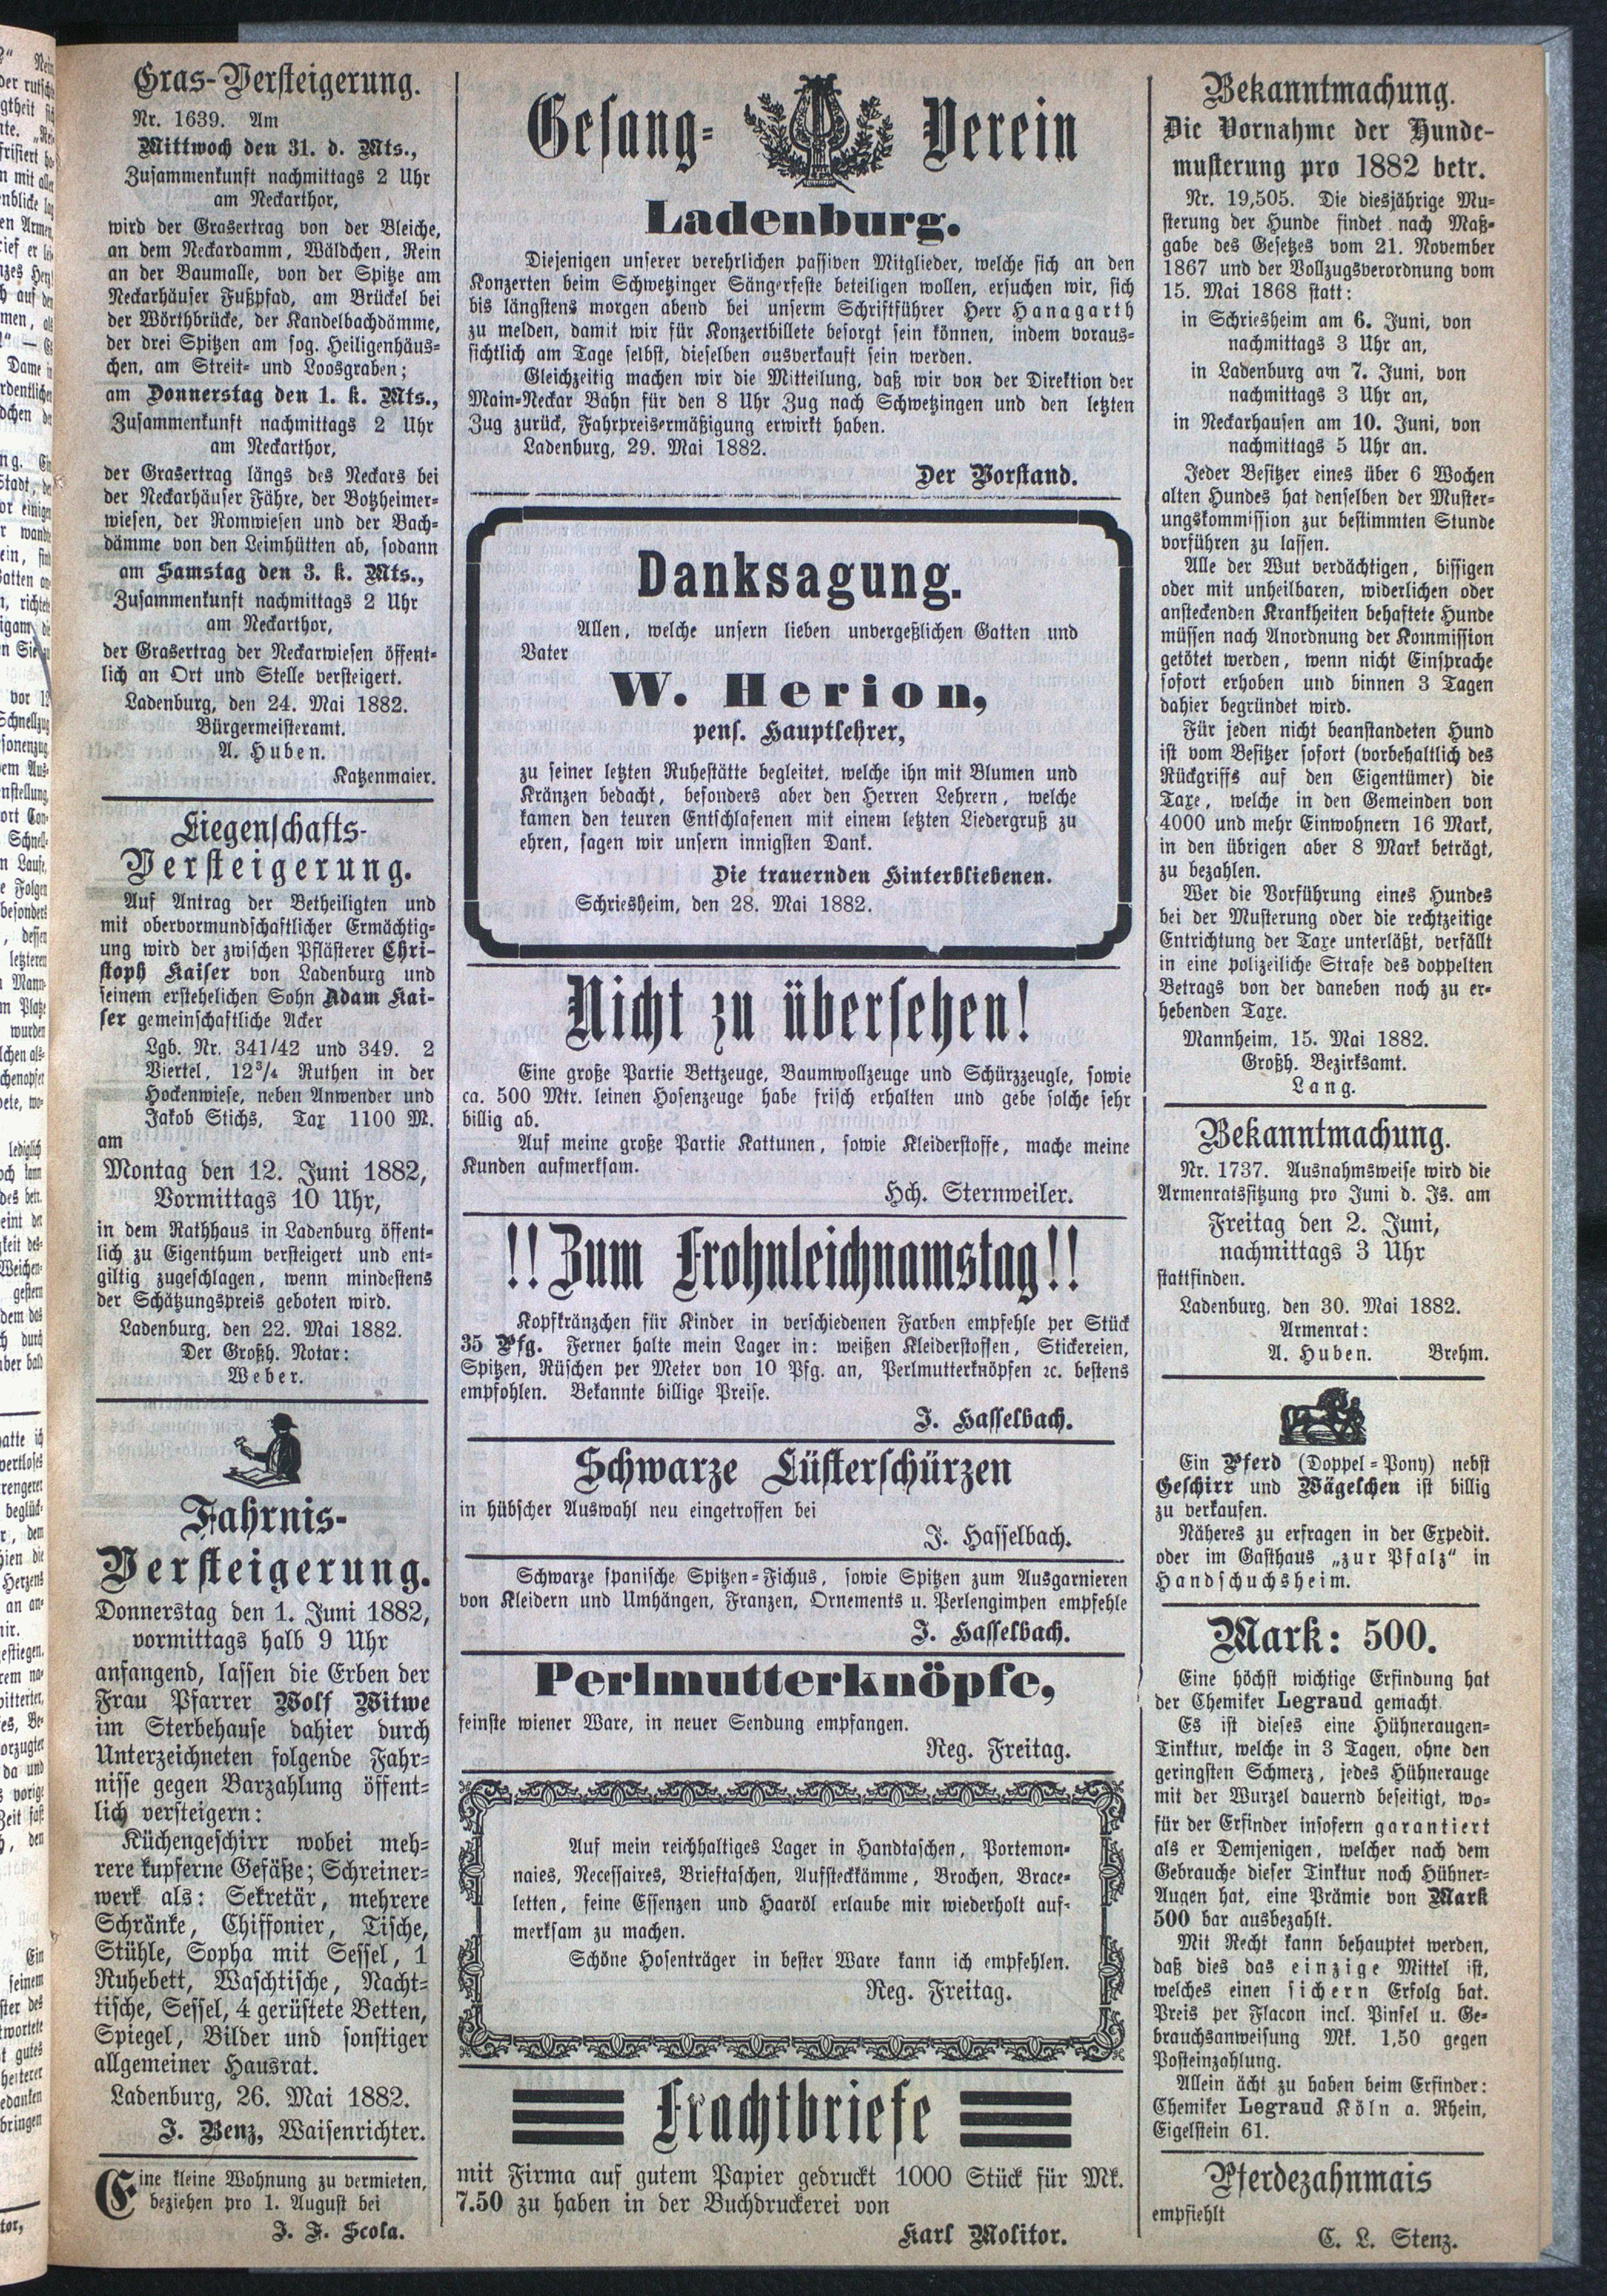 Gras-Versteigerung.
Nr. 1639. Am
Mittwoch den 31. d. Mts.,
Zusammenkunft nachmittags 2 Uhr
am Neckarthor,
wird der Grasertrag von der Bleiche,
an dem Neckardamm, Wäldchen, Rein
an der Baumalle, von der Spitze am
Neckarhäuser Fußpfad, am Brückel bei
der Wörthbrücke, der Kandelbachdämme,
der drei Spitzen am sog. Heiligenhäus-
chen, am Streit- und Loosgraben;
am Donnerstag den 1. k. Mts.,
Zusammenkunft nachmittags 2 Uhr
am Neckarthor,
der Grasertrag längs des Neckars bei
der Neckarhäuser Fähre, der Botzheimer-
wiesen, der Romwiesen und der Bach-
dämme von den Leimhütten ab, sodann
am Samstag den 3. k. Mts.,
Zusammenkunft nachmittags 2 Uhr
am Neckarthor,
der Grasertrag der Neckarwiesen öffent-
lich an Ort und Stelle versteigert.
Ladenburg, den 24. Mai 1882.
Bürgermeisteramt.
A. Huben.
Katzenmaier.
Liegenschafts-
Versteigerung.
Auf Antrag der Betheiligten und
mit obervormundschaftlicher Ermächtig-
ung wird der zwischen Pflästerer Chri-
stoph Kaiser von Ladenburg und
seinem erstehelichen Sohn Adam Kai-
ser gemeinschaftliche Acker
Lgb. Nr. 341/42 und 349. 2
Viertel, 12¾ Ruthen in der
Hockenwiese, neben Anwender und
Jakob Stichs, Tax 1100 M.
am
Montag den 12. Juni 1882,
Vormittags 10 Uhr,
in dem Rathhaus in Ladenburg öffent-
lich zu Eigenthum versteigert und ent-
giltig zugeschlagen, wenn mindestens
der Schätzungspreis geboten wird.
Ladenburg, den 22. Mai 1882.
Der Großh. Notar:
Weber.
Fahrnis-
Versteigerung.
Donnerstag den 1. Juni 1882,
vormittags halb 9 Uhr
anfangend, lassen die Erben der
Frau Pfarrer Wolf Witwe
im Sterbehause dahier durch
Unterzeichneten folgende Fahr-
nisse gegen Barzahlung öffent-
lich versteigern:
Küchengeschirr wobei meh-
rere kupferne Gefäße; Schreiner-
werk als: Sekretär, mehrere
Schränke, Chiffonier, Tische,
Stühle, Sopha mit Sessel, 1
Ruhebett, Waschtische, Nacht-
tische, Sessel, 4 gerüstete Betten,
Spiegel, Bilder und sonstiger
allgemeiner Hausrat.
Ladenburg, 26. Mai 1882.
J. Benz, Waisenrichter.
Eine kleine Wohnung zu vermieten,
beziehen pro 1. August bei
J. F. Scola.
Gesang-Verein
Ladenburg.
Diejenigen unserer verehrlichen passiven Mitglieder, welche sich an den
Konzerten beim Schwetzinger Sängerfeste beteiligen wollen, ersuchen wir, sich
bis längstens morgen abend bei unserm Schriftführer Herr Hanagarth
zu melden, damit wir für Konzertbillete besorgt sein können, indem voraus-
sichtlich am Tage selbst, dieselben ausverkauft sein werden.
Gleichzeitig machen wir die Mitteilung, daß wir von der Direktion der
Main-Neckar Bahn für den 8 Uhr Zug nach Schwetzingen und den letzten
Zug zurück, Fahrpreisermäßigung erwirkt haben.
Ladenburg, 29. Mai 1882.
Der Vorstand.
Danksagung.
Allen, welche unsern lieben unvergeßlichen Gatten und
Vater
W. Herion,
pens. Hauptlehrer,
zu seiner letzten Ruhestätte begleitet, welche ihn mit Blumen und
Kränzen bedacht, besonders aber den Herren Lehrern, welche
kamen den teuren Entschlafenen mit einem letzten Liedergruß zu
ehren, sagen wir unsern innigsten Dank.
Die trauernden Hinterbliebenen.
Schriesheim, den 28. Mai 1882.
Nicht zu übersehen!
Eine große Partie Bettzeuge, Baumwollzeuge und Schürzzeugle, sowie
ca. 500 Mtr. leinen Hosenzeuge habe frisch erhalten und gebe solche sehr
billig ab.
Auf meine große Partie Kattunen, sowie Kleiderstoffe, mache meine
Kunden aufmerksam.
Hch. Sternweiler.
!! Zum Frohnleichnamstag!!
Kopfkränzchen für Kinder in verschiedenen Farben empfehle per Stück
35 Pfg. Ferner halte mein Lager in: weißen Kleiderstoffen, Stickereien,
Spitzen, Rüschen per Meter von 10 Pfg. an, Perlmutterknöpfen ꝛc. bestens
empfohlen. Bekannte billige Preise.
J. Hasselbach.
Schwarze Lüsterschürzen
in hübscher Auswahl neu eingetroffen bei
J. Hasselbach.
Schwarze spanische Spitzen-Fichus, sowie Spitzen zum Ausgarnieren
von Kleidern und Umhängen, Franzen, Ornements u. Perlengimpen empfehle
J. Hasselbach.
Perlmutterknöpfe,
feinste wiener Ware, in neuer Sendung empfangen.
Reg. Freitag.
Auf mein reichhaltiges Lager in Handtaschen, Portemon-
naies, Necessaires, Brieftaschen, Aufsteckkämme, Brochen, Brace-
letten, feine Essenzen und Haaröl erlaube mir wiederholt auf-
merksam zu machen.
Schöne Hosenträger in bester Ware kann ich empfehlen.
Reg. Freitag.
Frachtbriefe
mit Firma auf gutem Papier gedruckt 1000 Stück für Mk.
7.50 zu haben in der Buchdruckerei von
Karl Molitor.
Bekanntmachung.
Die Vornahme der Hunde-
musterung pro 1882 betr.
Nr. 19,505. Die diesjährige Mu-
sterung der Hunde findet nach Maß-
gabe des Gesetzes vom 21. November
1867 und der Vollzugsverordnung vom
15. Mai 1868 statt:
in Schriesheim am 6. Juni, von
nachmittags 3 Uhr an,
in Ladenburg am 7. Juni, von
nachmittags 3 Uhr an,
in Neckarhausen am 10. Juni, von
nachmittags 5 Uhr an.
Jeder Besitzer eines über 6 Wochen
alten Hundes hat denselben der Muster-
ungskommission zur bestimmten Stunde
vorführen zu lassen.
Alle der Wut verdächtigen, bissigen
oder mit unheilbaren, widerlichen oder
ansteckenden Krankheiten behaftete Hunde
müssen nach Anordnung der Kommission
getötet werden, wenn nicht Einsprache
sofort erhoben und binnen 3 Tagen
dahier begründet wird.
Für jeden nicht beanstandeten Hund
ist vom Besitzer sofort (vorbehaltlich des
Rückgriffs auf den Eigentümer) die
Taxe, welche in den Gemeinden von
4000 und mehr Einwohnern 16 Mark,
in den übrigen aber 8 Mark beträgt,
zu bezahlen.
Wer die Vorführung eines Hundes
bei der Musterung oder die rechtzeitige
Entrichtung der Taxe unterläßt, verfällt
in eine polizeiliche Strafe des doppelten
Betrags von der daneben noch zu er-
hebenden Taxe.
Mannheim, 15. Mai 1882.
Großh. Bezirksamt.
Lang.
Bekanntmachung.
Nr. 1737. Ausnahmsweise wird die
Armenratssitzung pro Juni d. Js. am
Freitag den 2. Juni,
nachmittags 3 Uhr
stattfinden.
Ladenburg, den 30. Mai 1882.
Armenrat:
A. Huben. Brehm.
Ein Pferd (Doppel-Pony) nebst
Geschirr und Wägelchen ist billig
zu verkaufen.
Näheres zu erfragen in der Expedit.
oder im Gasthaus „zur Pfalz" in
Handschuchsheim.
Mark: 500.
Eine höchst wichtige Erfindung hat
der Chemiker Legraud gemacht.
Es ist dieses eine Hühneraugen-
Tinktur, welche in 3 Tagen, ohne den
geringsten Schmerz, jedes Hühnerauge
mit der Wurzel dauernd beseitigt, wo-
für der Erfinder insofern garantiert
als er Demjenigen, welcher nach dem
Gebrauche dieser Tinktur noch Hühner-
Augen hat, eine Prämie von Mark
500 bar ausbezahlt.
Mit Recht kann behauptet werden,
daß dies das einzige Mittel ist,
welches einen sichern Erfolg hat.
Preis per Flacon incl. Pinsel u. Ge-
brauchsanweisung Mk. 1,50 gegen
Posteinzahlung.
Allein ächt zu haben beim Erfinder:
Chemiker Legraud Köln a. Rhein,
Eigelstein 61.
Pferdezahnmais
empfiehlt
C. L. Stenz.